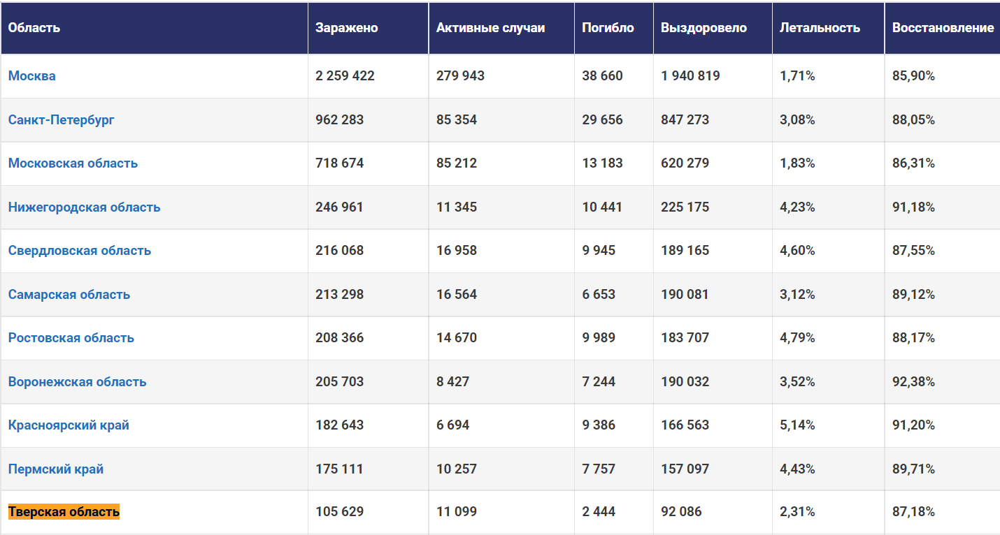 Область Заражено Активные случаи Погибло Выздоровело Летальность Восстановление
Москва 2 259 422 279 943 38 660 1 940 819 1,71% 85,90%
Санкт-Петербург 962 283 85 354 29 656 847 273 3,08% 88,05%
Московская область 718 674 85 212 13 183 620 279 1,83% 86,31%
Нижегородская область 246 961 11 345 10 441 225 175 4,23% 91,18%
Свердловская область 216 068 16 958 9 945 189 165 4,60% 87,55%
Самарская область 213 298 16 564 6 653 190 081 3,12% 89,12%
Ростовская область 208 366 14 670 9 989 183 707 4,79% 88,17%
Воронежская область 205 703 8 427 7 244 190 032 3,52% 92,38%
Красноярский край 182 643 6 694 9 386 166 563 5,14% 91,20%
Пермский край 175 111 10 257 7 757 157 097 4,43% 89,71%
Тверская область 105 629 11 099 2 444 92 086 2,31% 87,18%